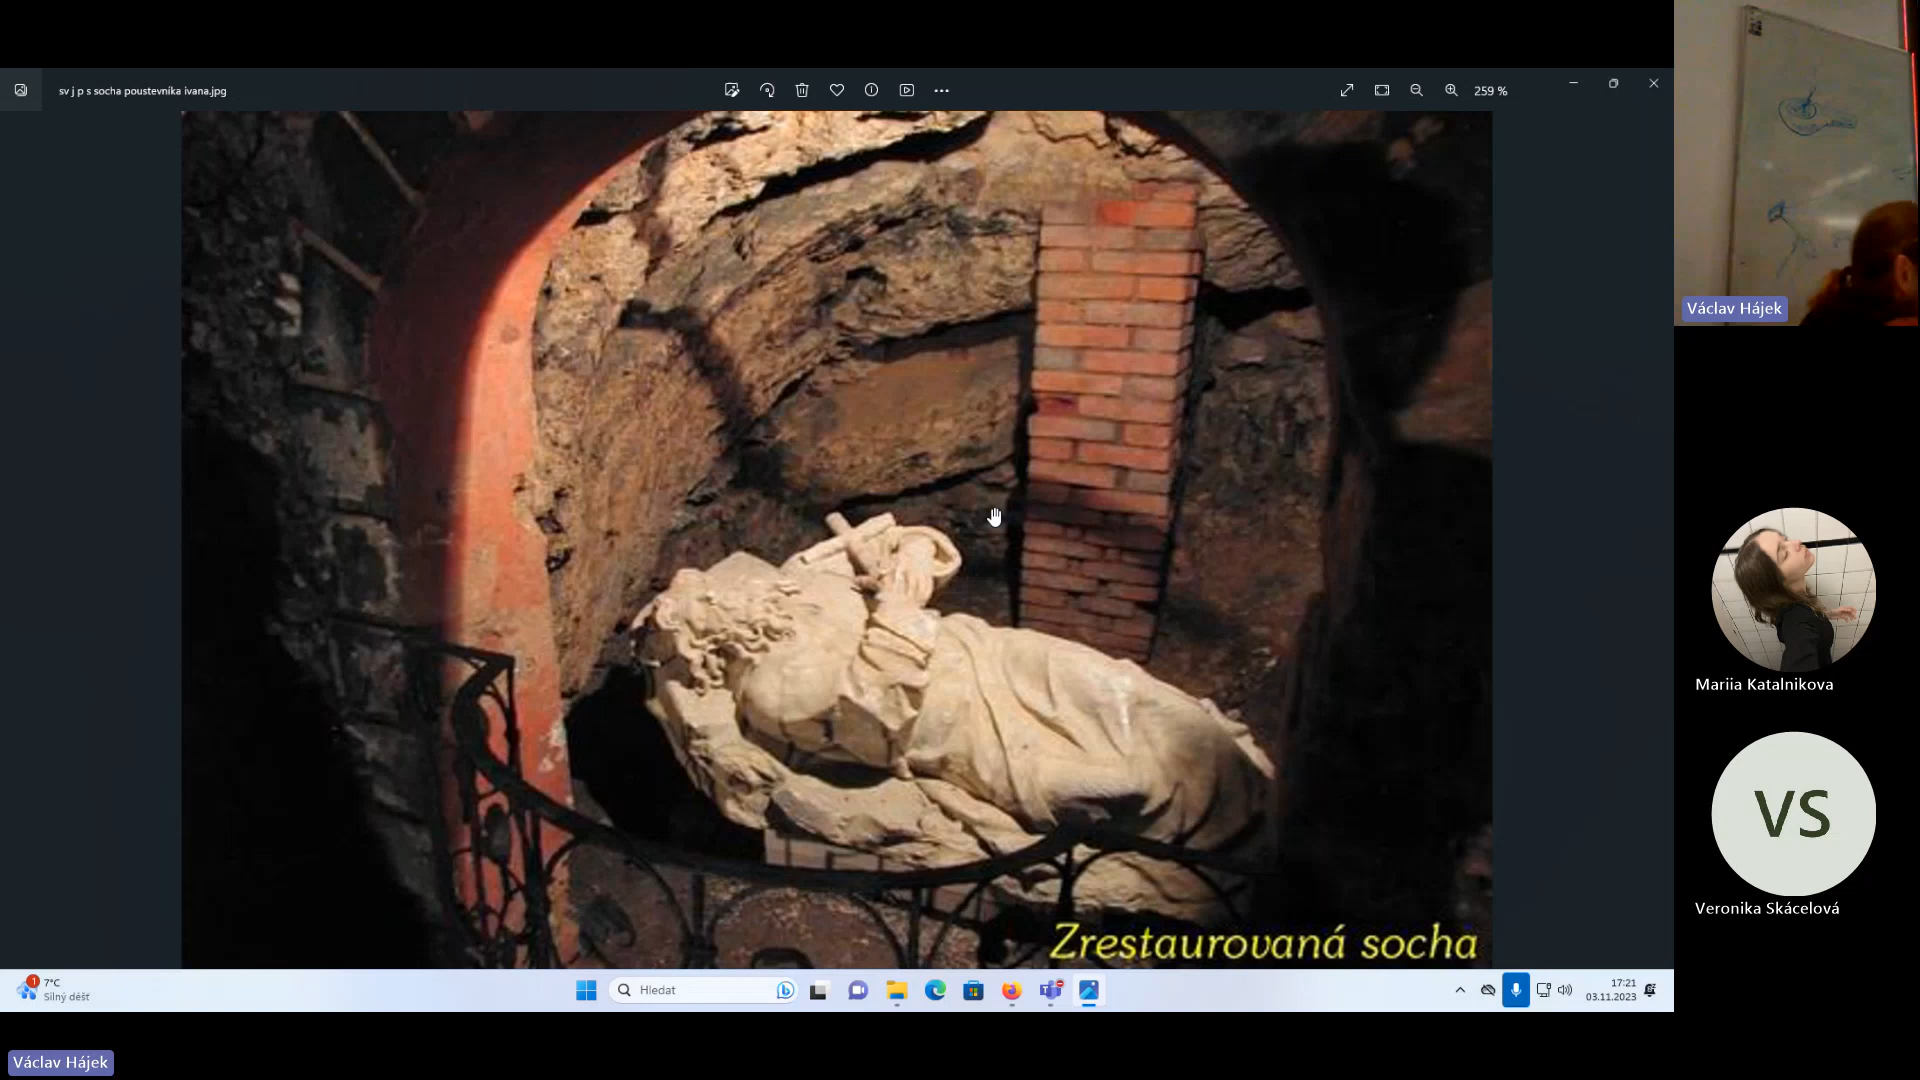 sv j p s socha poustevníka ivana.jpg
259 %
Zrestaurovaná socha
Václav Hájek
Mariia Katalnikova
VS
Veronika Skácelová
1
7°C
Silný déšť
Hledat
17:21
03.11.2023
Václav Hájek